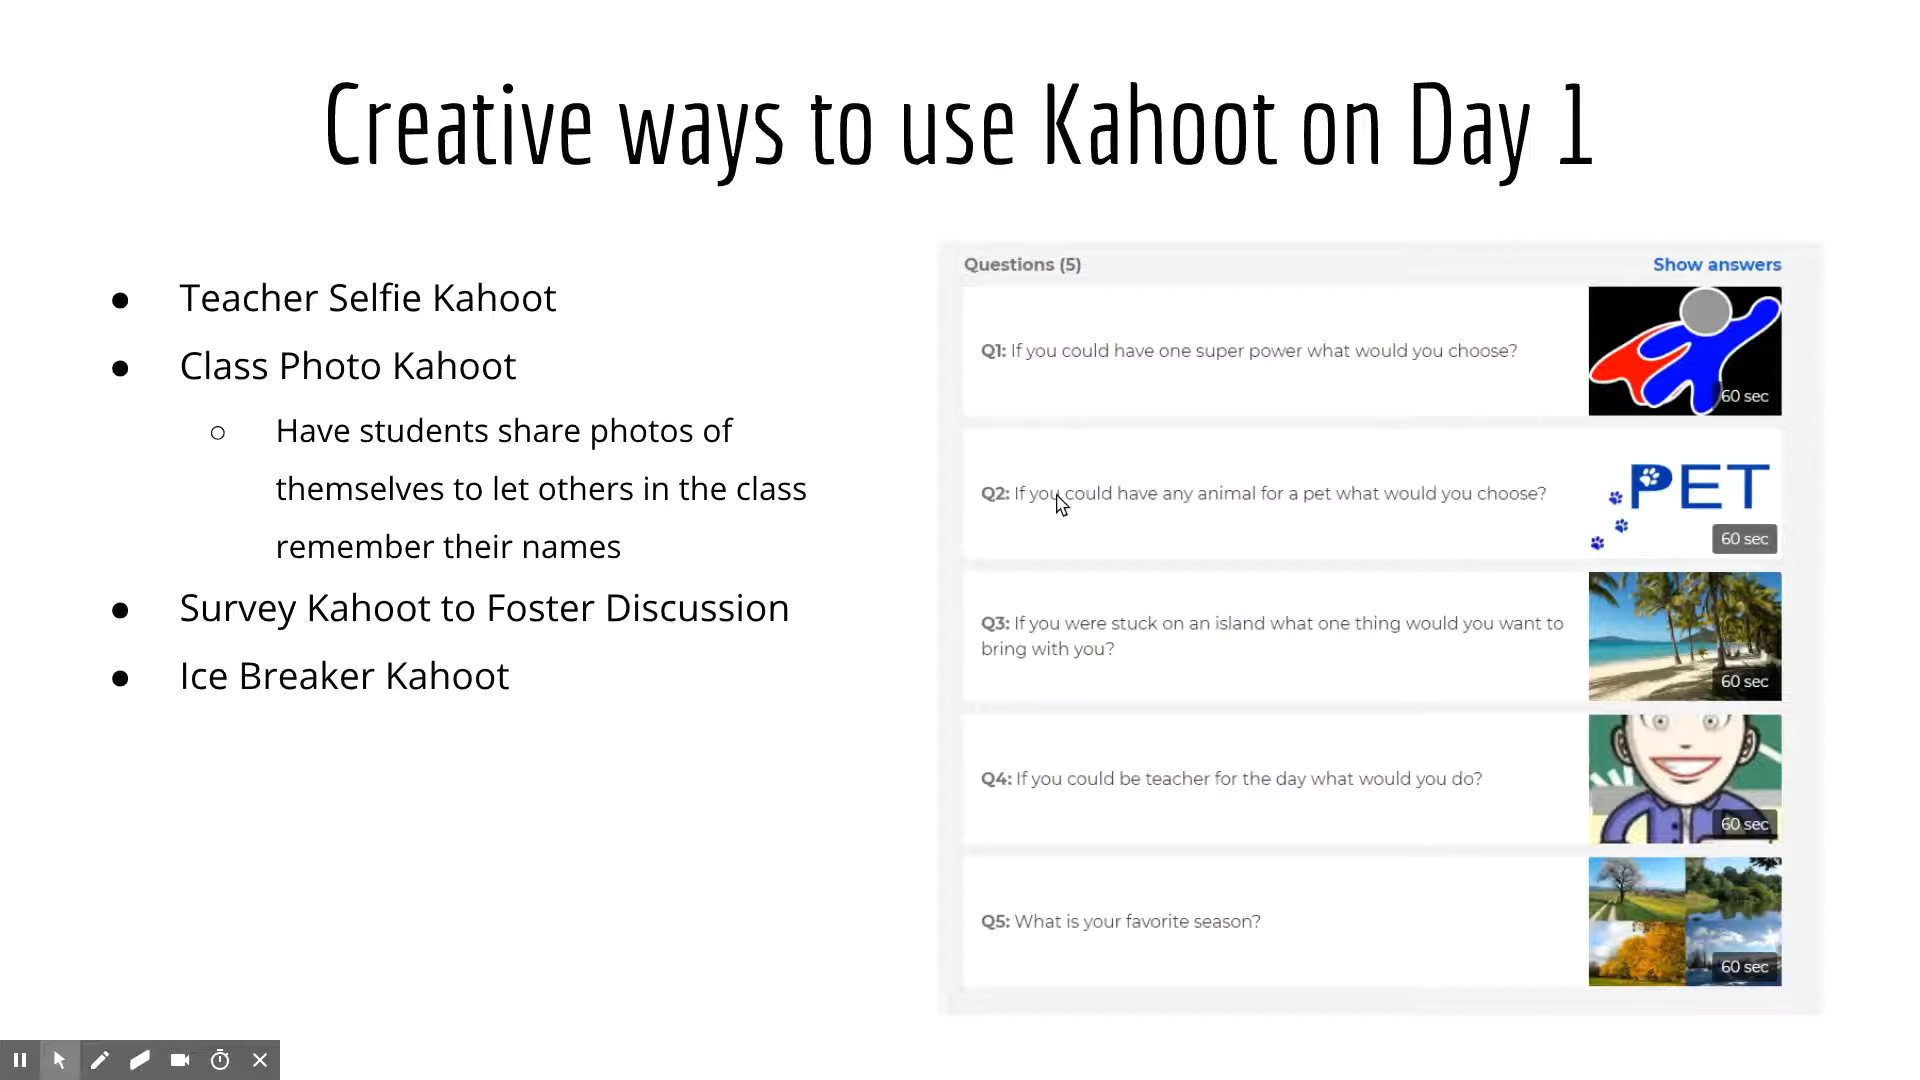 Creative ways to use Kahoot on Day 1
● Teacher Selfie Kahoot
● Class Photo Kahoot
○ Have students share photos of
themselves to let others in the class
remember their names
● Survey Kahoot to Foster Discussion
● Ice Breaker Kahoot
Questions (5) Show answers
Q1: If you could have one super power what would you choose?
60 sec
Q2: If you could have any animal for a pet what would you choose?
PET
60 sec
Q3: If you were stuck on an island what one thing would you want to
bring with you?
60 sec
Q4: If you could be teacher for the day what would you do?
60 sec
Q5: What is your favorite season?
60 sec